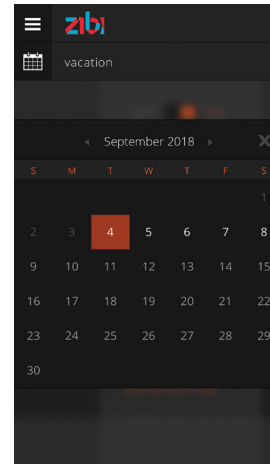 zibi
vacation
September 2018
X
S M T W T F S
1
2 3 4 5 6 7 8
9 10 11 12 13 14 15
16 17 18 19 20 21 22
23 24 25 26 27 28 29
30